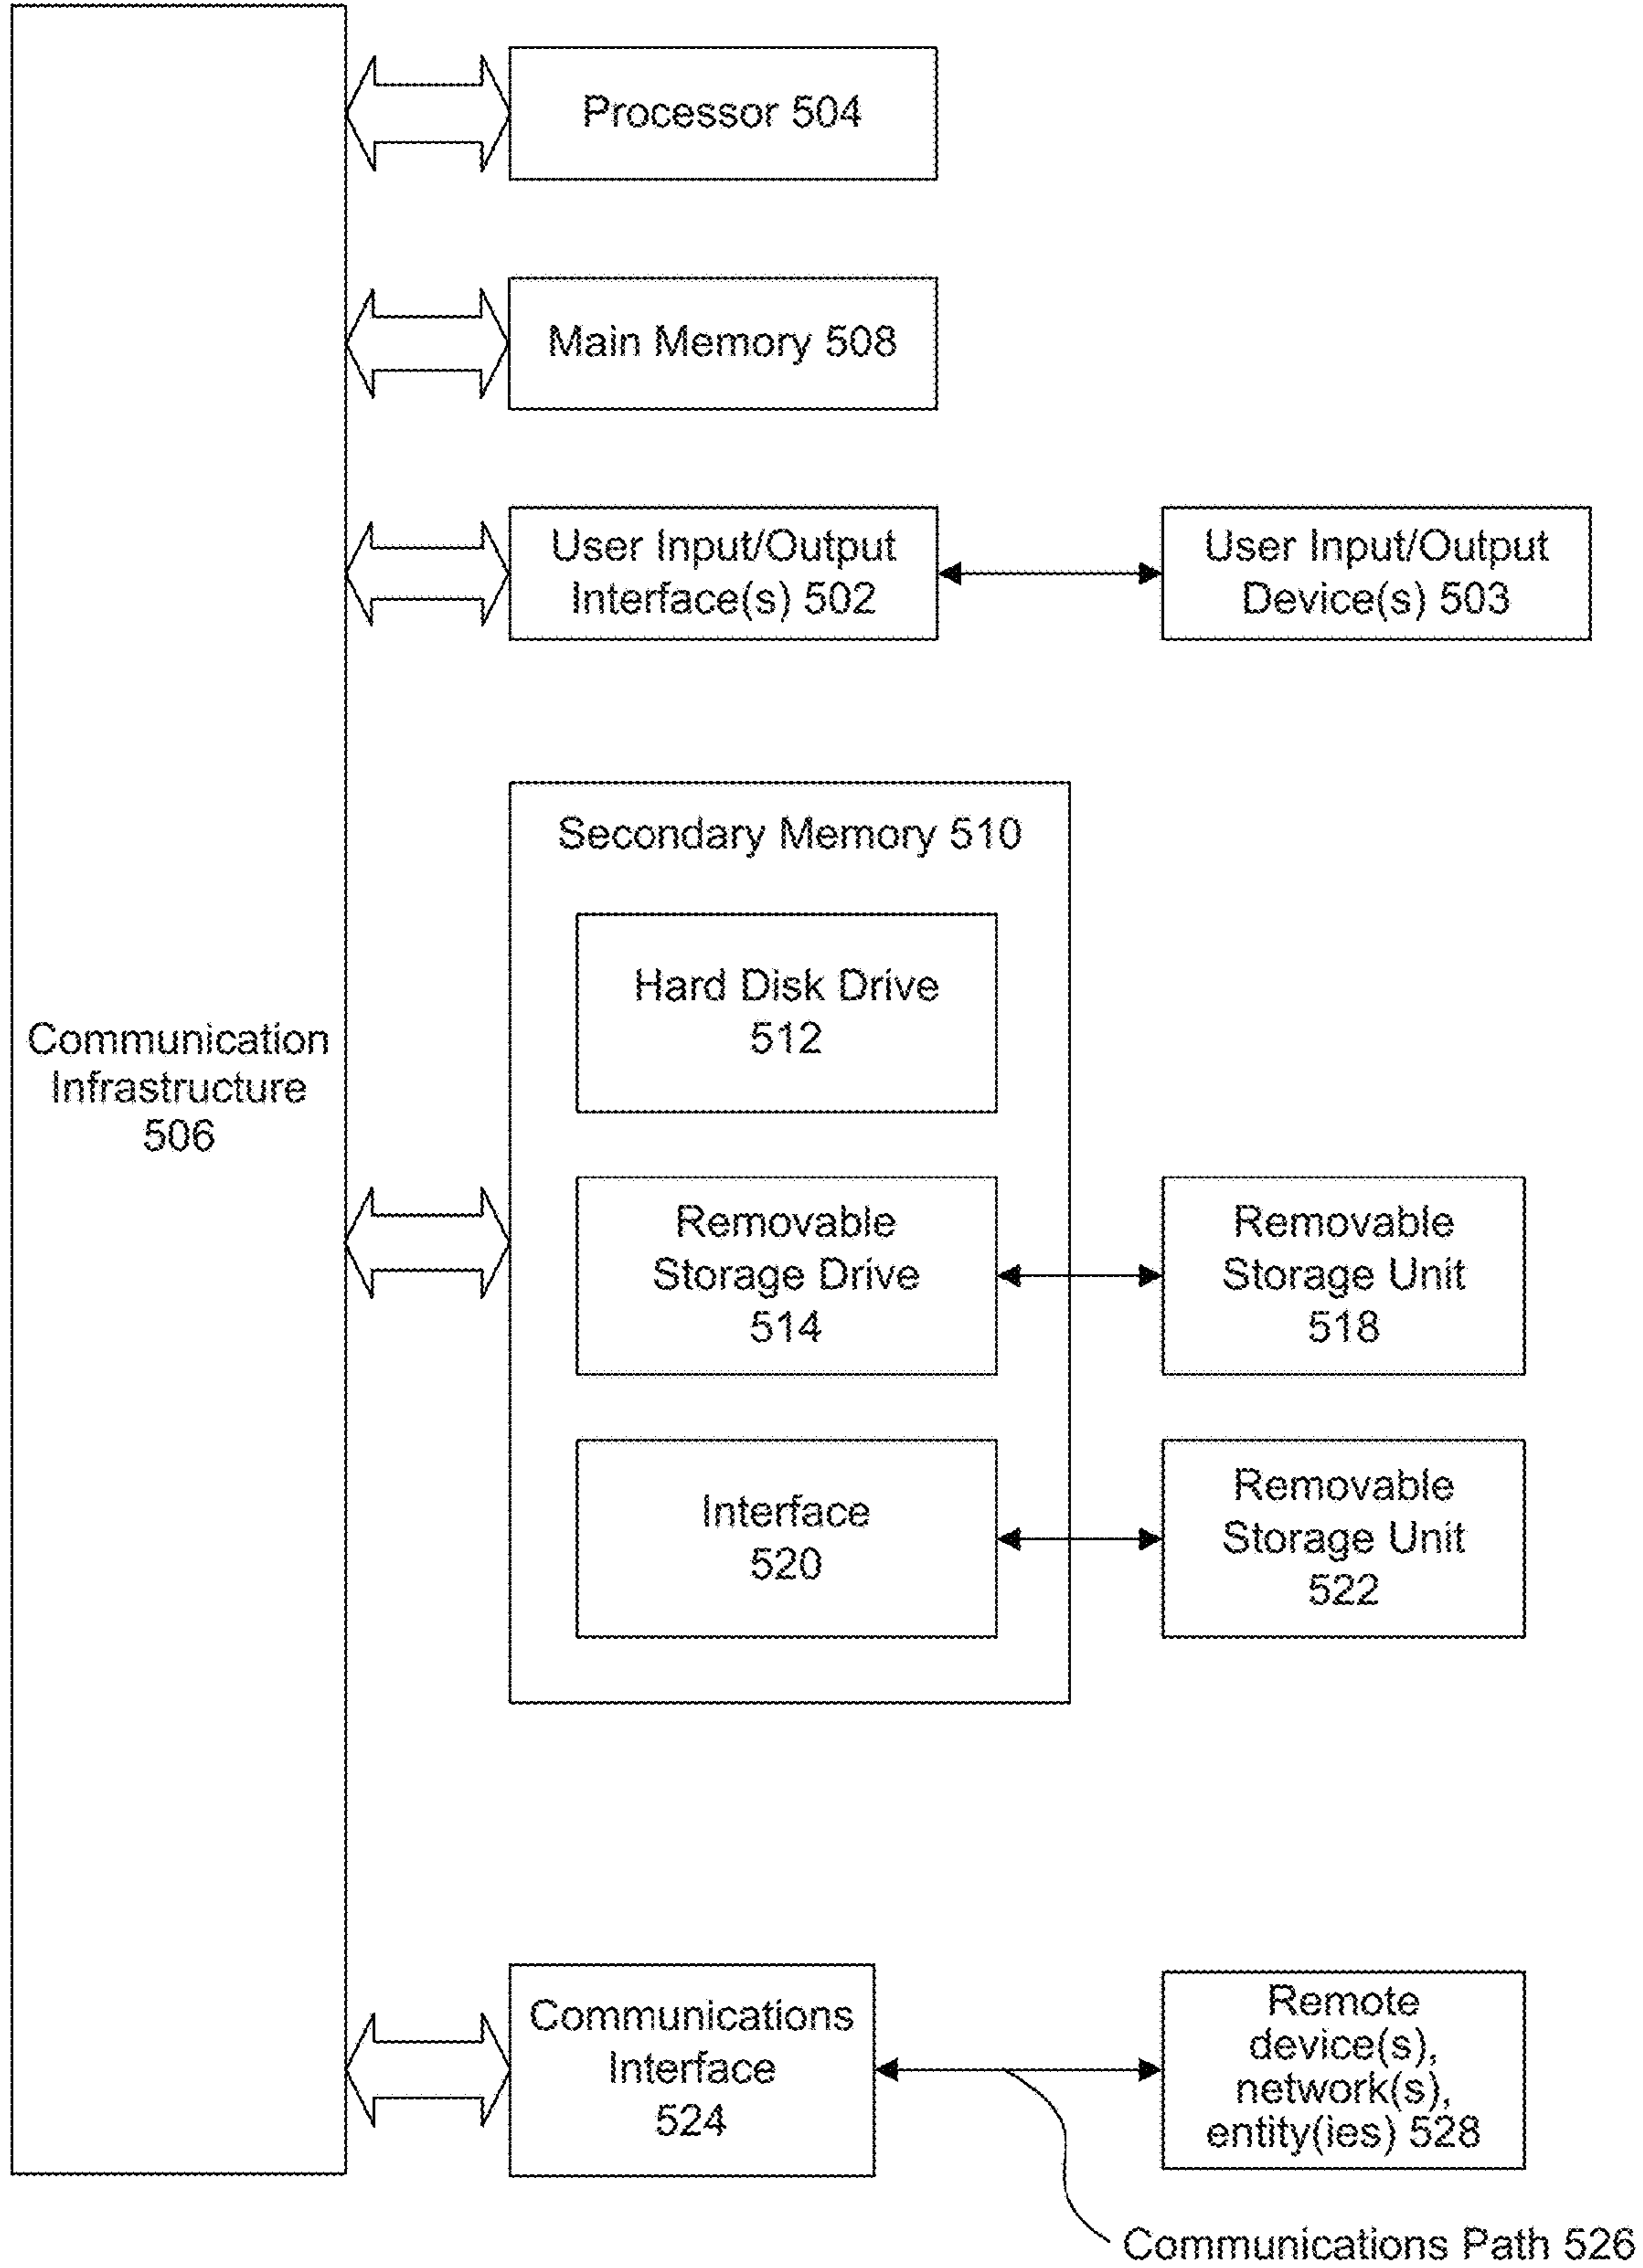 Processor 504
Main Memory 508
User Input/Output
Interface(s) 502
User Input/Output
Device(s) 503
Secondary Memory 510
Hard Disk Drive
512
Communication
Infrastructure
506
Removable
Storage Drive
514
Removable
Storage Unit
518
Interface
520
Removable
Storage Unit
522
Communications
Interface
524
Remote
device(s),
network(s),
entity(ies) 528
Communications Path 526